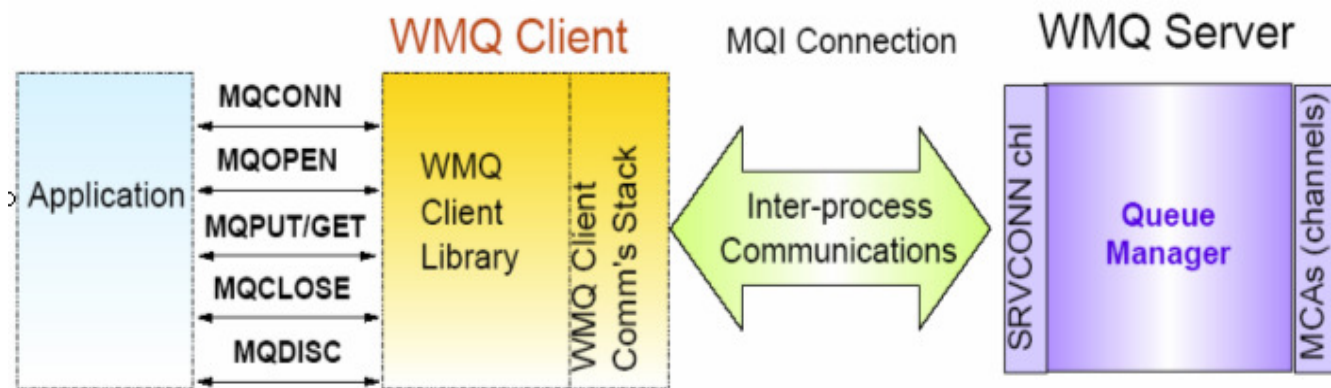 WMQ Client
MQI Connection
WMQ Server
Application
MQCONN
MQOPEN
MQPUT/GET
MQCLOSE
MQDISC
WMQ
Client
Library
WMQ Client
Comm's Stack
Inter-process
Communications
SRVCONN chl
Queue
Manager
MCAs (channels)